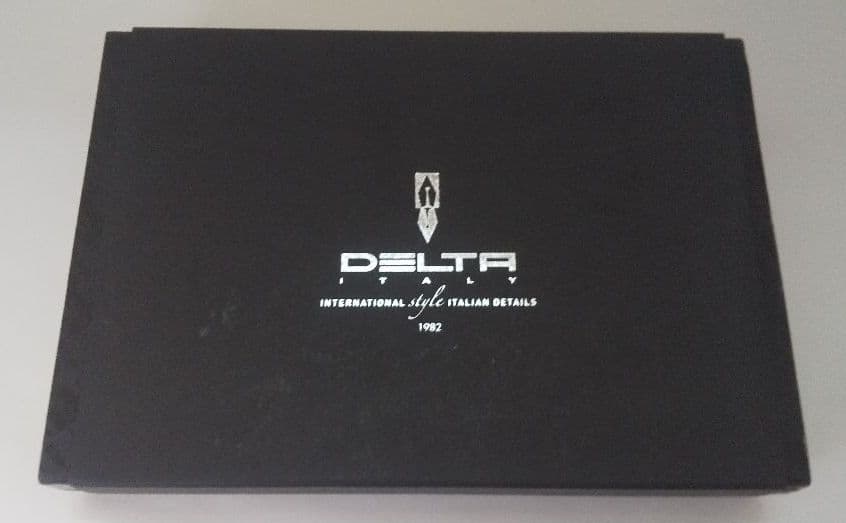 DELTA
ITALY
INTERNATIONAL style ITALIAN DETAILS
1982